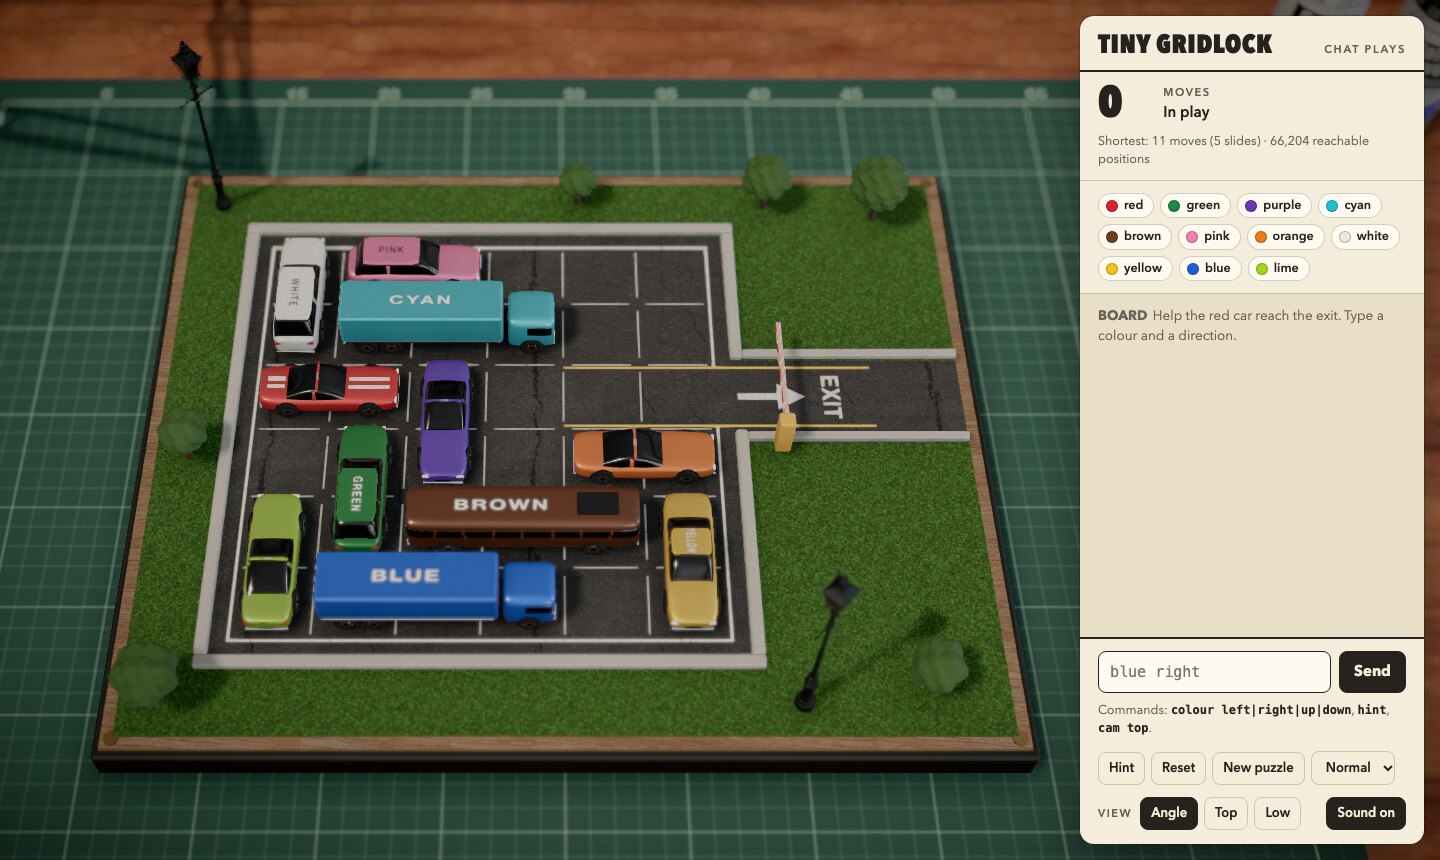 TINY GRIDLOCK
CHAT PLAYS
0
MOVES
In play
Shortest: 11 moves (5 slides) · 66,204 reachable
positions
red
green
purple
cyan
brown
pink
orange
white
yellow
blue
lime
BOARD Help the red car reach the exit. Type a
colour and a direction.
blue right
Send
Commands: colour left|right|up|down, hint,
cam top.
Hint
Reset
New puzzle
Normal
VIEW
Angle
Top
Low
Sound on
PINK
WHITE
CYAN
EXIT
GREEN
BROWN
YELLOW
BLUE